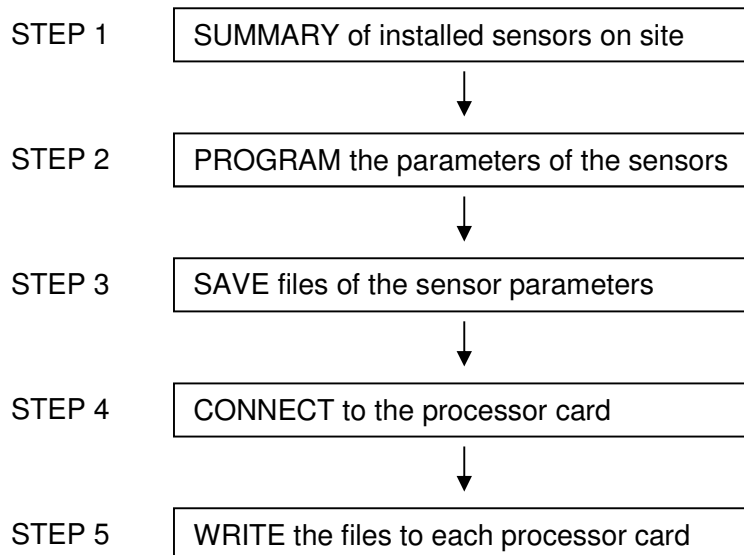 STEP 1 SUMMARY of installed sensors on site
STEP 2 PROGRAM the parameters of the sensors
STEP 3 SAVE files of the sensor parameters
STEP 4 CONNECT to the processor card
STEP 5 WRITE the files to each processor card